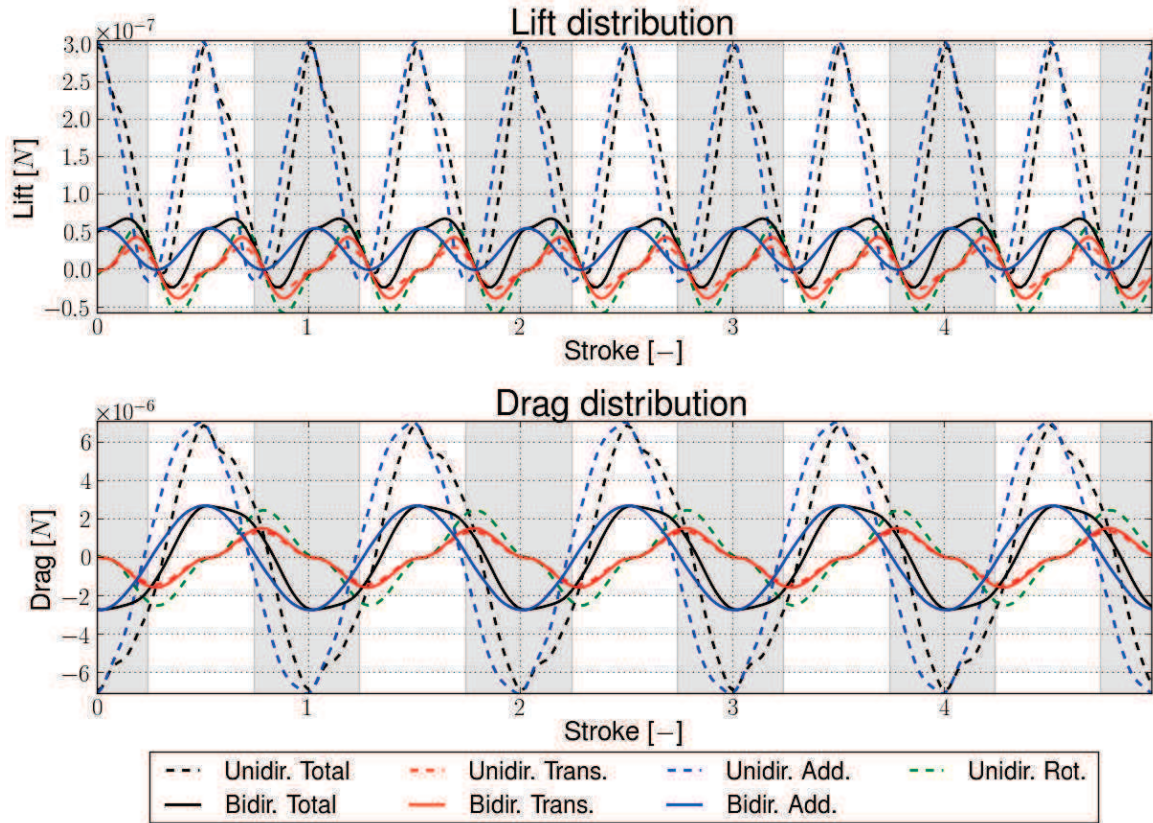 Lift distribution
×10⁻⁷
3.0
2.5
2.0
1.5
1.0
0.5
0.0
−0.5
Lift [N]
0 1 2 3 4
Stroke [−]
Drag distribution
×10⁻⁶
6
4
2
0
−2
−4
−6
Drag [N]
0 1 2 3 4
Stroke [−]
Unidir. Total Unidir. Trans. Unidir. Add. Unidir. Rot.
Bidir. Total Bidir. Trans. Bidir. Add.